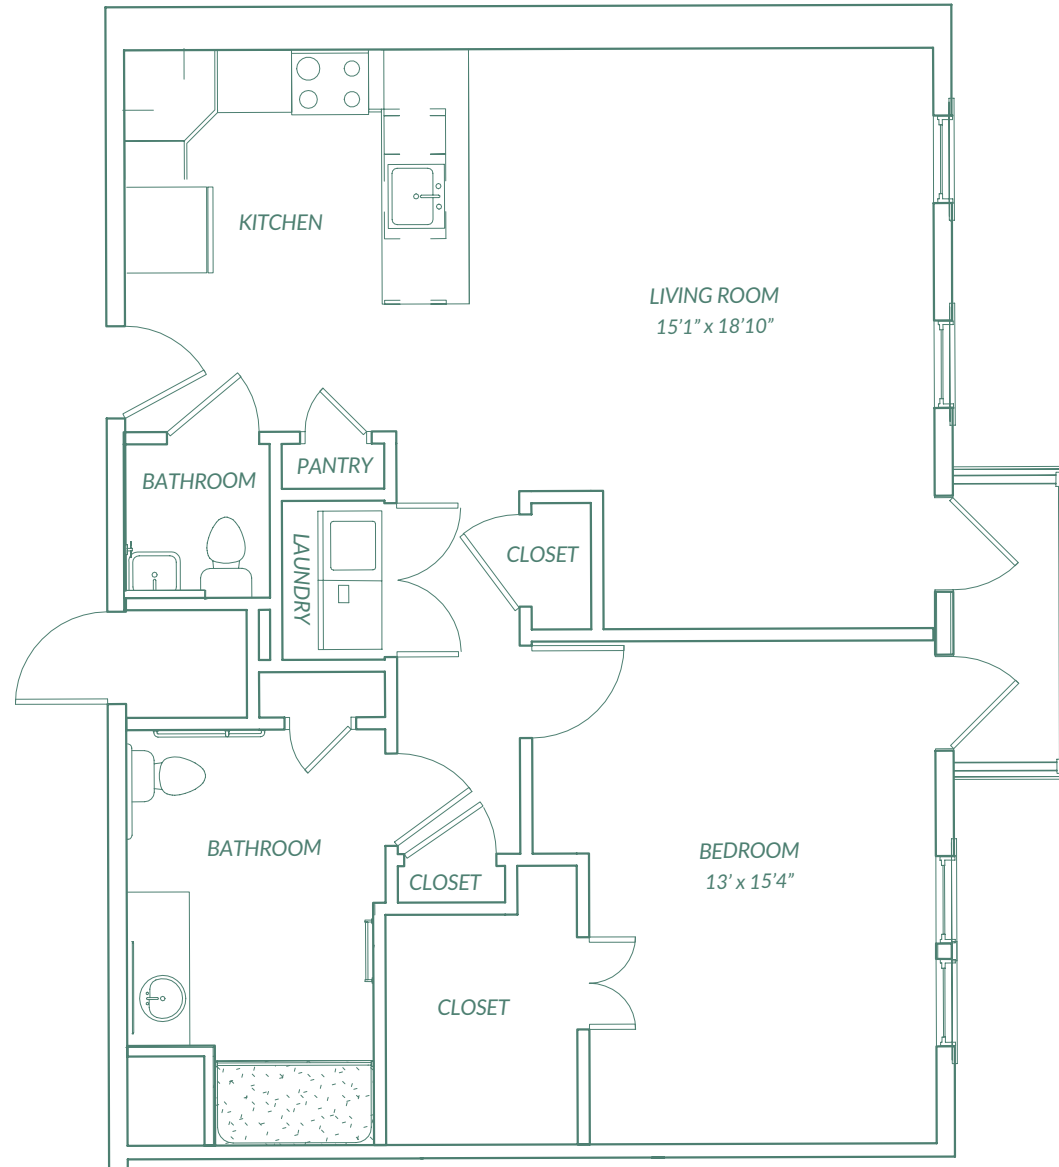 KITCHEN
LIVING ROOM
15'1” x 18'10”
PANTRY
BATHROOM
LAUNDRY
CLOSET
BATHROOM
BEDROOM
13’ x 15’4”
CLOSET
CLOSET